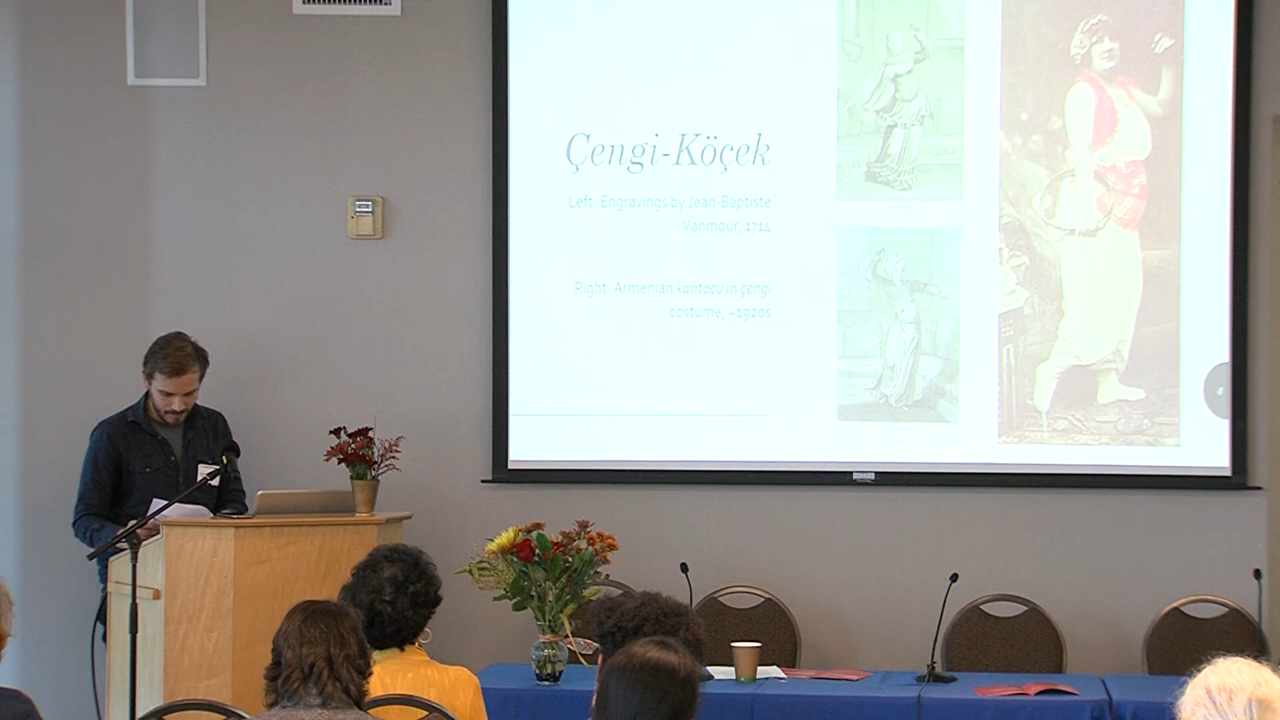 Çengi-Köçek
Left: Engravings by Jean-Baptiste
Vanmour, 1714
Right: Armenian kantocu in çengi
costume, ~1920s